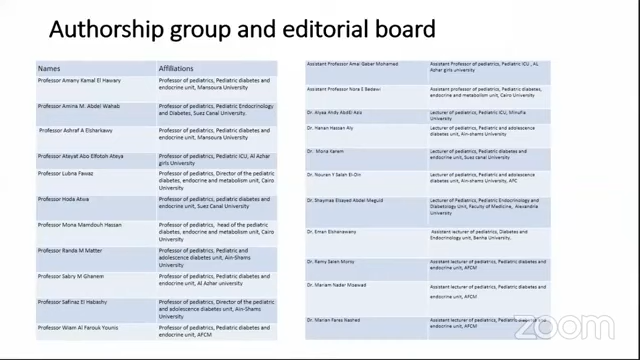 Authorship group and editorial board
Names Affiliations
Professor Amany Kamal El Hawary Professor of pediatrics, Pediatric diabetes and
endocrine unit, Mansoura University
Professor Amina M. Abdel Wahab Professor of pediatrics, Pediatric Endocrinology
and Diabetes, Suez Canal University.
Professor Ashraf A Elsharkawy Professor of pediatrics, Pediatric diabetes and
endocrine unit, Mansoura University
Professor Ateyat Abo Elfotoh Ateya Professor of pediatrics, Pediatric ICU, Al Azhar
girls University
Professor Lubna Fawaz Professor of pediatrics, Director of the pediatric
diabetes, endocrine and metabolism unit, Cairo
University
Professor Hoda Atwa Professor of pediatrics, pediatric diabetes and
endocrine unit, Suez Canal University
Professor Mona Mamdouh Hassan Professor of pediatrics, head of the pediatric
diabetes, endocrine and metabolism unit, Cairo
University
Professor Randa M Matter Professor of pediatrics, Pediatric and
adolescence diabetes unit, Ain-Shams
University.
Professor Sabry M Ghanem Professor of pediatrics, Pediatric diabetes and
endocrine unit, Al Azhar university
Professor Safinaz El Habashy Professor of pediatrics, Director of the pediatric
and adolescence diabetes unit, Ain-Shams
University.
Professor Wiam Al Farouk Younis Professor of pediatrics, Pediatric diabetes and
endocrine unit, AFCM.
Assistant Professor Amal Gabar Mohamed Assistant Professor of pediatrics, Pediatric ICU , AL
Azhar girls university
Assistant Professor Nora E Badawi Assistant professor of pediatrics, Pediatric diabetes,
endocrine and metabolism unit, Cairo University
Dr. Alyaa Ahdy Abdel Aziz Lecturer of pediatrics, Pediatric ICU, Minufia
University
Dr. Hanan Hassan Aly Lecturer of pediatrics, Pediatric and adolescence
diabetes unit, Ain-shams University
Dr. Mona Karem Lecturer of pediatrics, Pediatric diabetes and
endocrine unit, Suez canal University
Dr. Nouran Y Salah El-Din Lecturer of pediatrics, Pediatric and adolescence
diabetes unit, Ain-shams University, AFC
Dr. Shaymaa Elsayed Abdel Meguid Lecturer of Pediatrics, Pediatric Endocrinology and
Diabetology Unit, Faculty of Medicine, Alexandria
University
Dr. Eman Elshanawany Assistant lecturer of pediatrics, Diabetes and
Endocrinology unit, Benha University.
Dr. Ramy Saleh Morsy Assistant lecturer of pediatrics, Pediatric diabetes and
endocrine unit, AFCM
Dr. Mariam Nader Moawad Assistant lecturer of pediatrics, Pediatric diabetes and
endocrine unit, AFCM
Dr. Marian Fares Rashed Assistant lecturer of pediatrics, Pediatric diabetes and
endocrine unit, AFCM
zoom